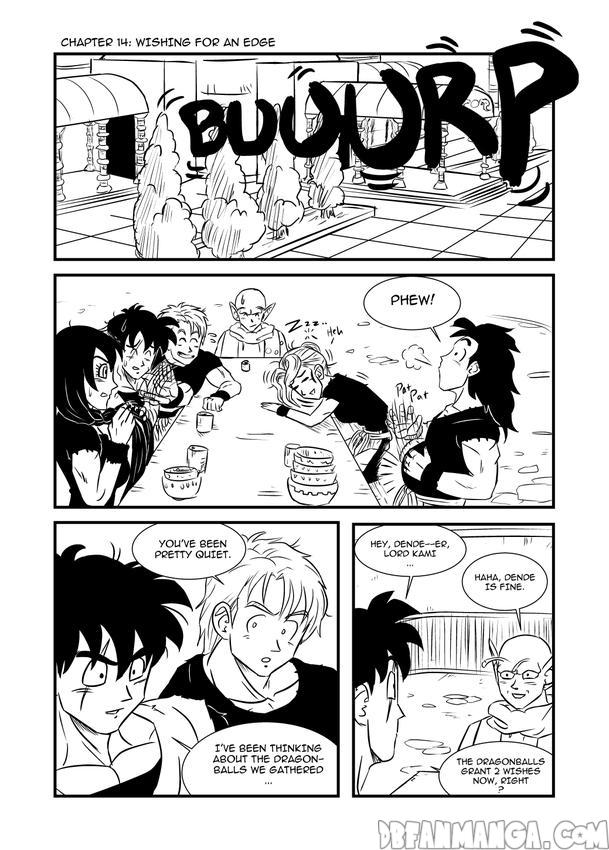 CHAPTER 14: WISHING FOR AN EDGE
BUUURP
PHEW!
Zzz..
Heh
Pat
Pat
YOU'VE BEEN
PRETTY QUIET.
I'VE BEEN THINKING
ABOUT THE DRAGON-
BALLS WE GATHERED
...
HEY, DENDE--ER,
LORD KAMI
...
HAHA, DENDE
IS FINE.
THE DRAGONBALLS
GRANT 2 WISHES
NOW, RIGHT
?
DBFANMANGA.COM